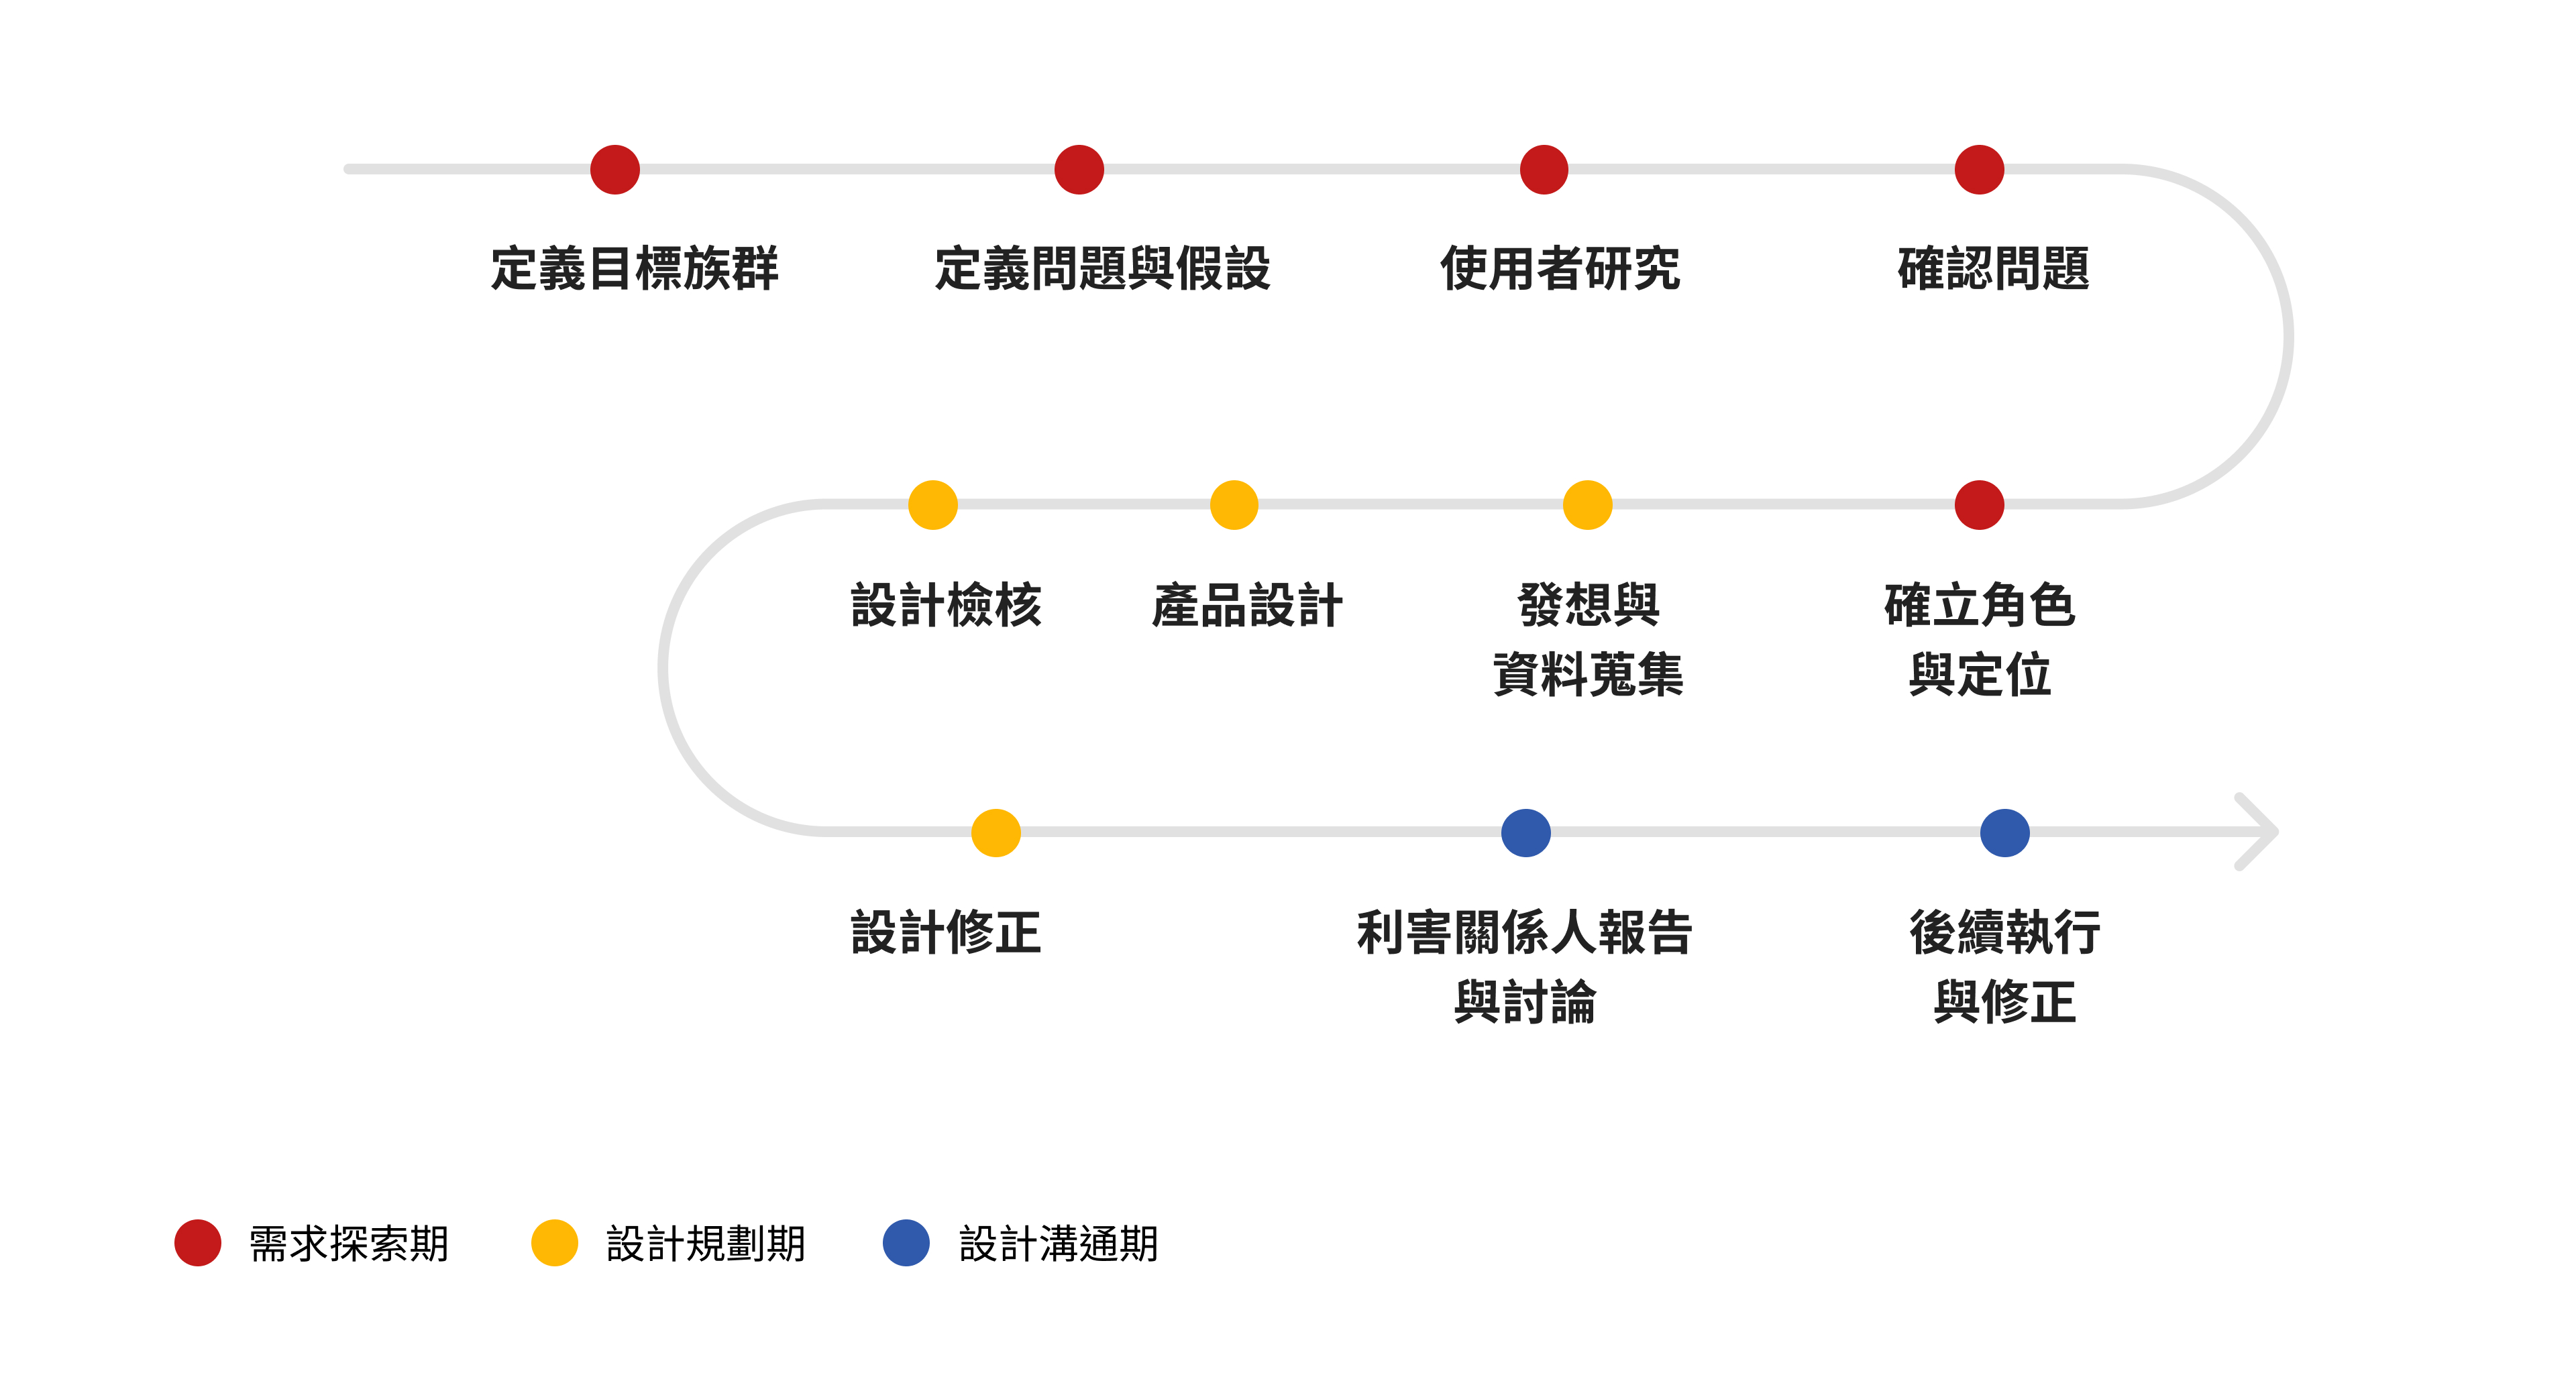 定義目標族群
定義問題與假設
使用者研究
確認問題
設計檢核
產品設計
發想與
資料蒐集
確立角色
與定位
設計修正
利害關係人報告
與討論
後續執行
與修正
需求探索期
設計規劃期
設計溝通期